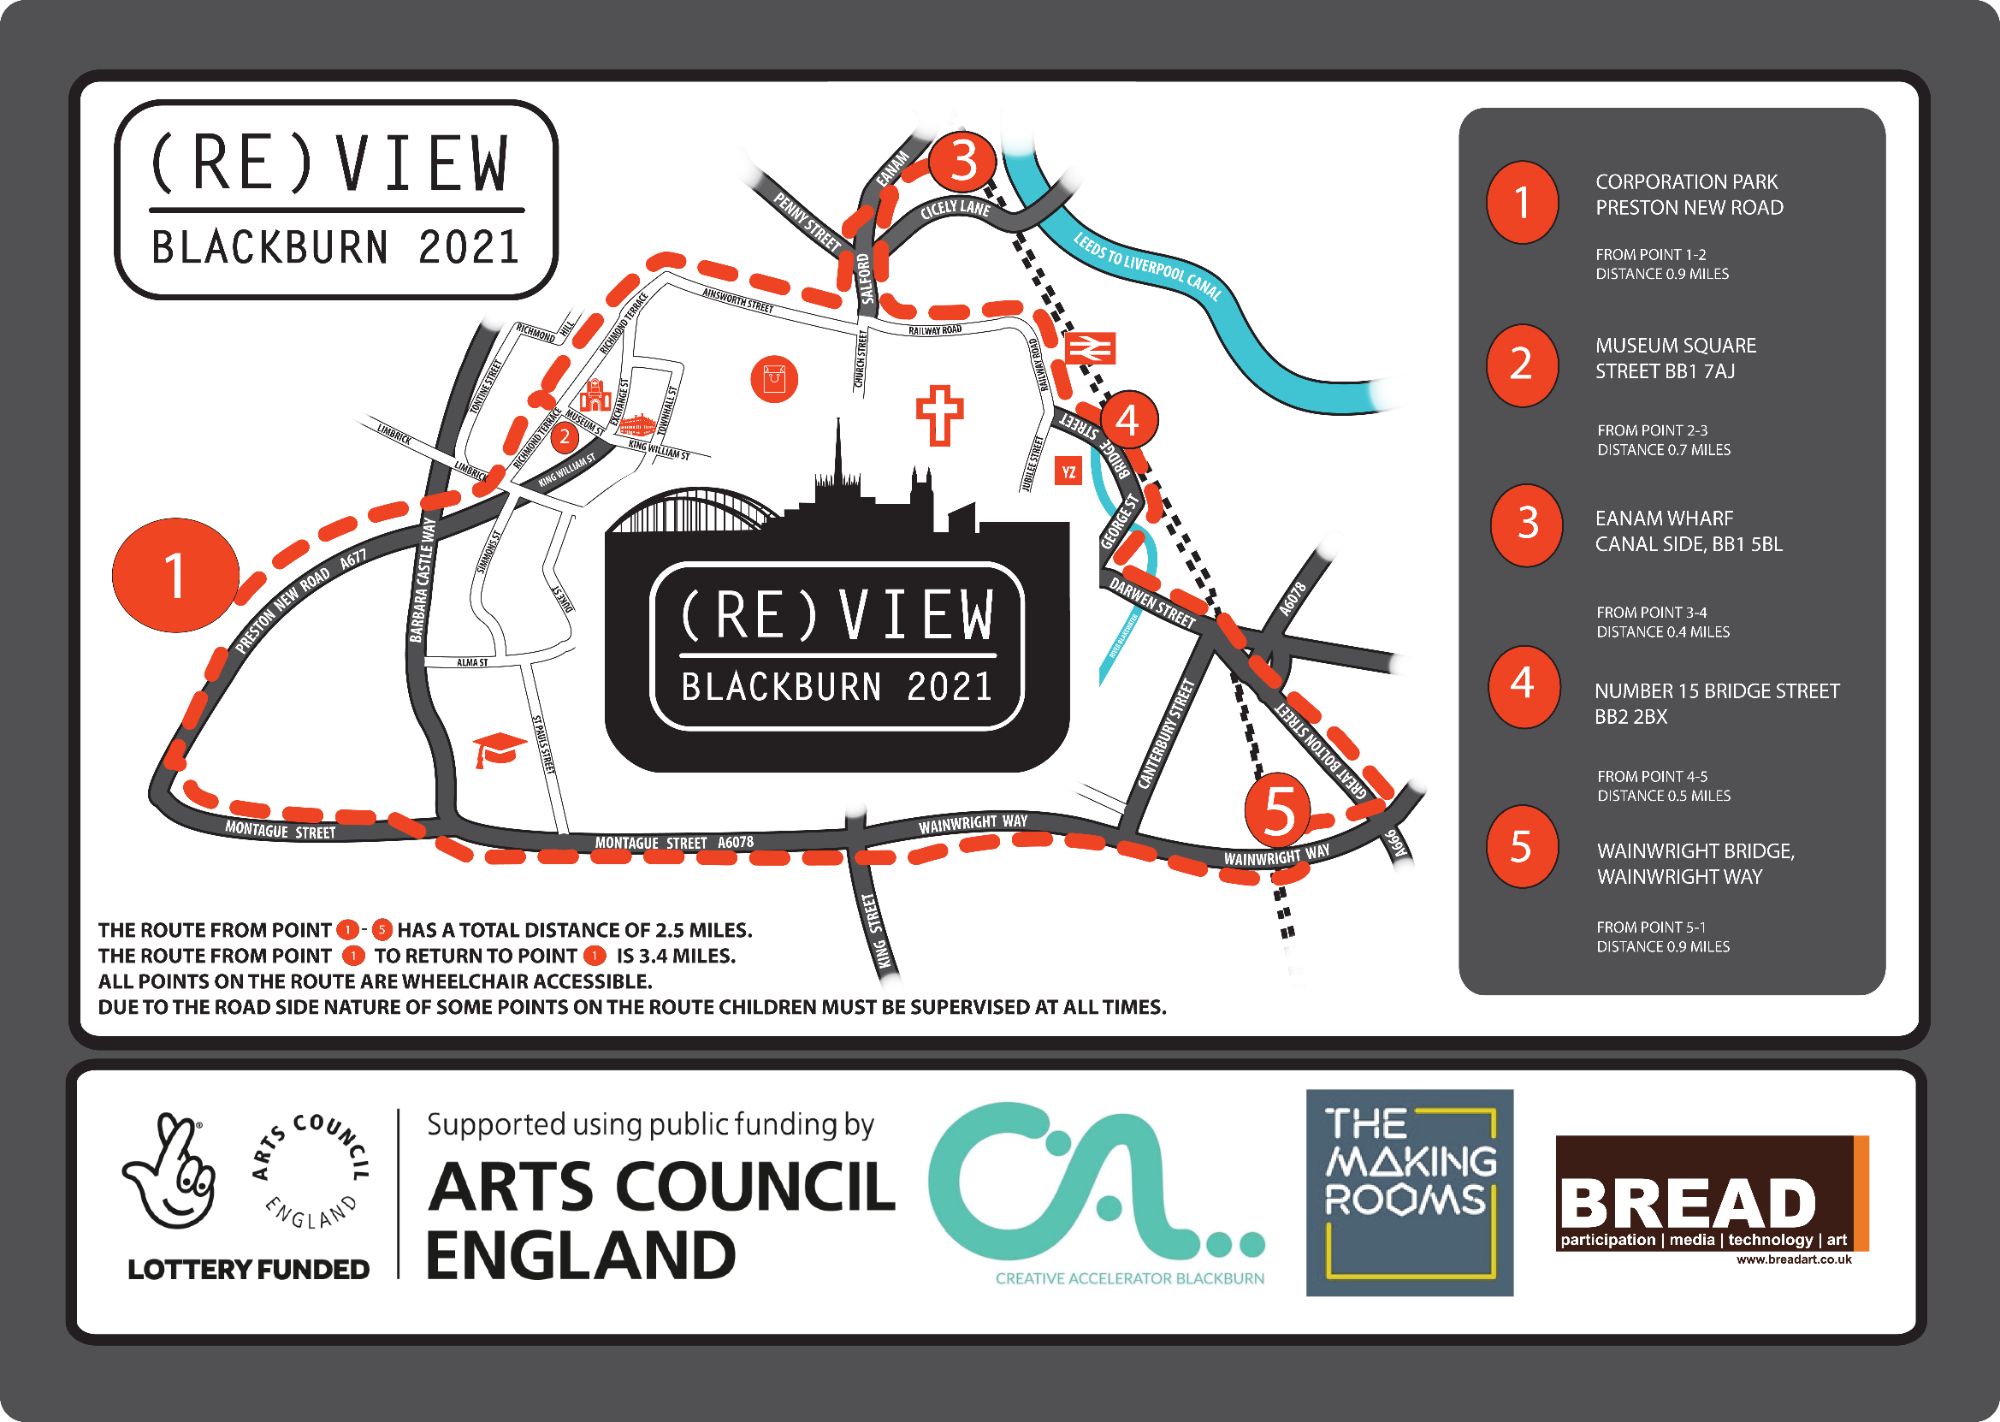 (RE)VIEW
BLACKBURN 2021
EANAM
3
PENNY STREET
CICELY LANE
SALFORD
LEEDS TO LIVERPOOL CANAL
AINSWORTH STREET
RICHMOND TERRACE
RICHMOND HILL
TONTINE STREET
CHURCH STREET
RAILWAY ROAD
RAILWAY ROAD
LIMBRICK
LIMBRICK
RICHMOND TERRACE
MUSEUM ST
2
EXCHANGE ST
TOWNHALL ST
KING WILLIAM ST
KING WILLIAM ST
JUBILEE STREET
BRIDGE STREET
4
YZ
GEORGE ST
DARWEN STREET
RIVER BLAKEWATER
A6078
1
PRESTON NEW ROAD A677
BARBARA CASTLE WAY
SIMMONS ST
DUKE ST
ALMA ST
ST PAULS STREET
(RE)VIEW
BLACKBURN 2021
CANTERBURY STREET
GREAT BOLTON STREET
5
MONTAGUE STREET
MONTAGUE STREET A6078
WAINWRIGHT WAY
WAINWRIGHT WAY
A666
KING STREET
THE ROUTE FROM POINT 1 - 5 HAS A TOTAL DISTANCE OF 2.5 MILES.
THE ROUTE FROM POINT 1 TO RETURN TO POINT 1 IS 3.4 MILES.
ALL POINTS ON THE ROUTE ARE WHEELCHAIR ACCESSIBLE.
DUE TO THE ROAD SIDE NATURE OF SOME POINTS ON THE ROUTE CHILDREN MUST BE SUPERVISED AT ALL TIMES.
1
CORPORATION PARK
PRESTON NEW ROAD
FROM POINT 1-2
DISTANCE 0.9 MILES
2
MUSEUM SQUARE
STREET BB1 7AJ
FROM POINT 2-3
DISTANCE 0.7 MILES
3
EANAM WHARF
CANAL SIDE, BB1 5BL
FROM POINT 3-4
DISTANCE 0.4 MILES
4
NUMBER 15 BRIDGE STREET
BB2 2BX
FROM POINT 4-5
DISTANCE 0.5 MILES
5
WAINWRIGHT BRIDGE,
WAINWRIGHT WAY
FROM POINT 5-1
DISTANCE 0.9 MILES
LOTTERY FUNDED
ARTS COUNCIL
ENGLAND
Supported using public funding by
ARTS COUNCIL
ENGLAND
CA...
CREATIVE ACCELERATOR BLACKBURN
THE
MAKING
ROOMS
BREAD
participation | media | technology | art
www.breadart.co.uk